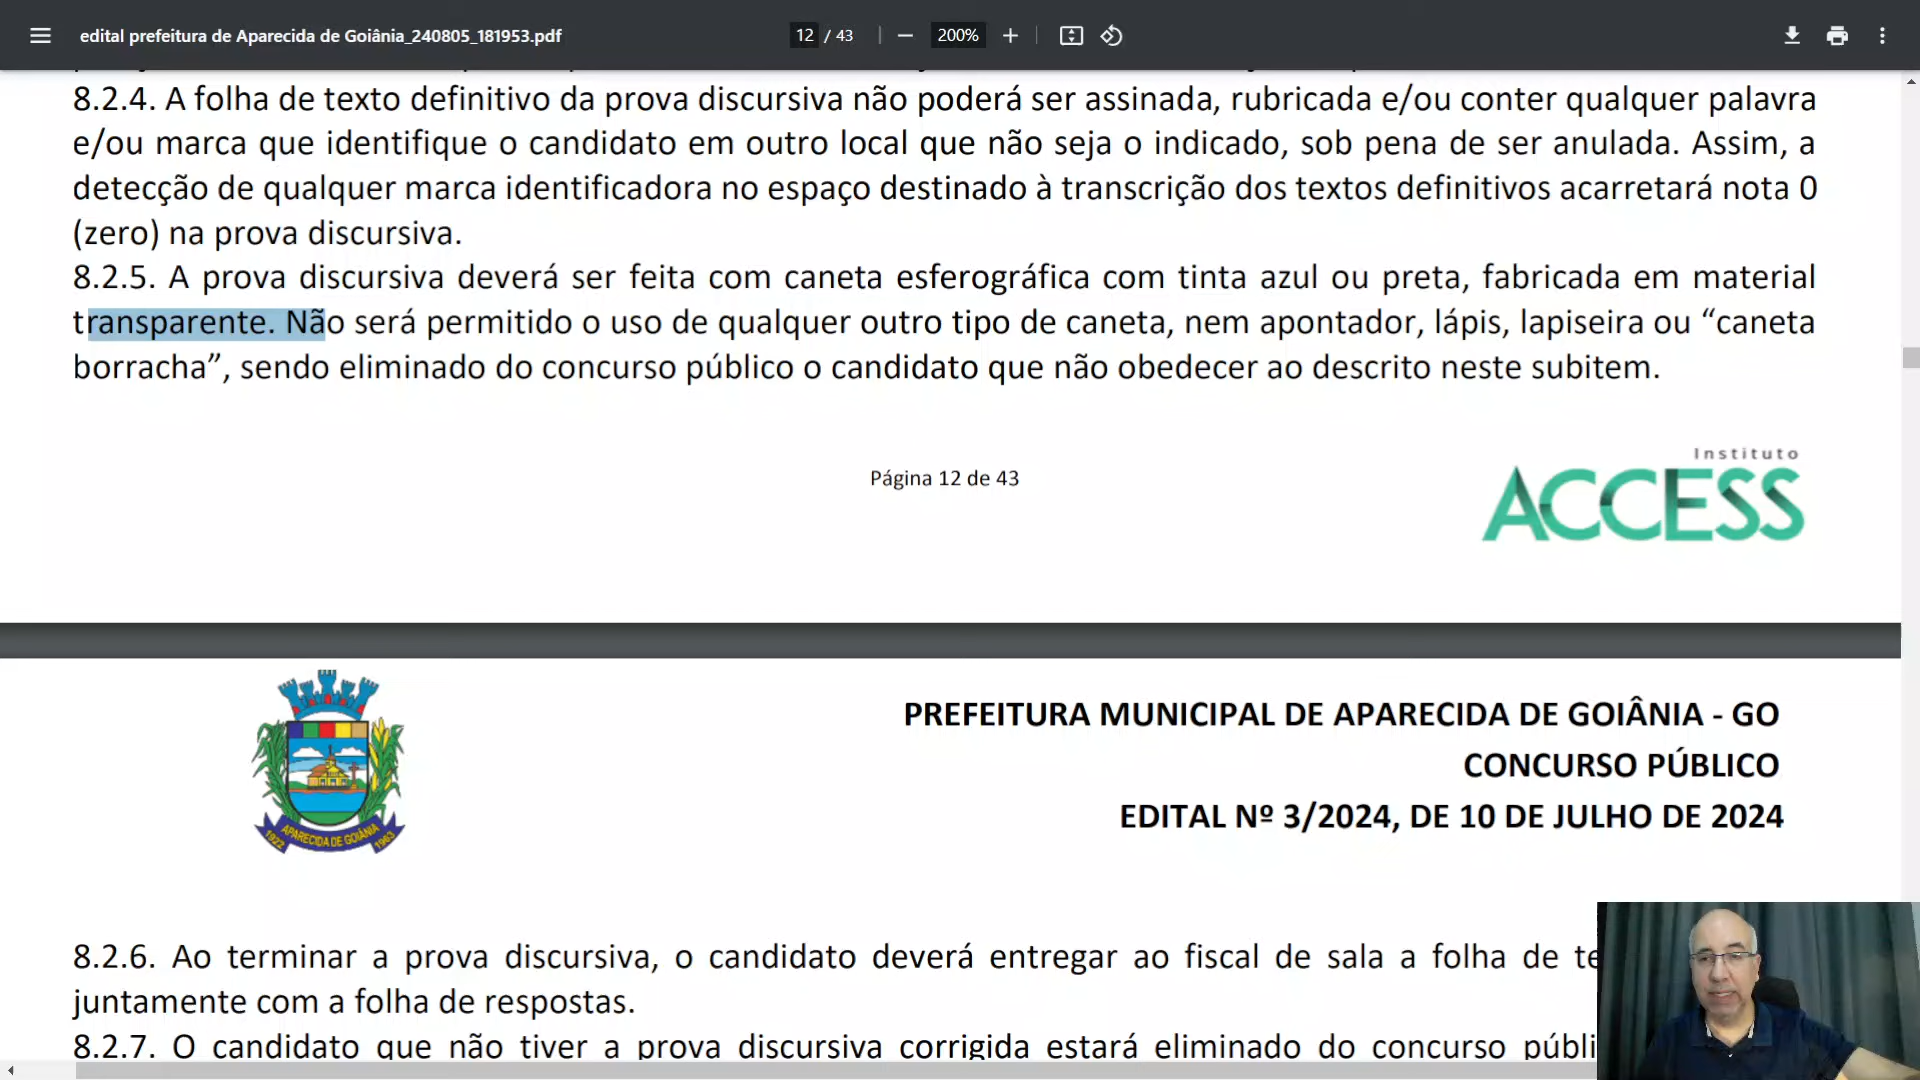 edital prefeitura de Aparecida de Goiânia_240805_181953.pdf
12 / 43
200%
8.2.4. A folha de texto definitivo da prova discursiva não poderá ser assinada, rubricada e/ou conter qualquer palavra
e/ou marca que identifique o candidato em outro local que não seja o indicado, sob pena de ser anulada. Assim, a
detecção de qualquer marca identificadora no espaço destinado à transcrição dos textos definitivos acarretará nota 0
(zero) na prova discursiva.
8.2.5. A prova discursiva deverá ser feita com caneta esferográfica com tinta azul ou preta, fabricada em material
transparente. Não será permitido o uso de qualquer outro tipo de caneta, nem apontador, lápis, lapiseira ou “caneta
borracha”, sendo eliminado do concurso público o candidato que não obedecer ao descrito neste subitem.
Página 12 de 43
Instituto
ACCESS
PREFEITURA MUNICIPAL DE APARECIDA DE GOIÂNIA - GO
CONCURSO PÚBLICO
EDITAL Nº 3/2024, DE 10 DE JULHO DE 2024
1922 APARECIDA DE GOIÂNIA 1963
8.2.6. Ao terminar a prova discursiva, o candidato deverá entregar ao fiscal de sala a folha de te
juntamente com a folha de respostas.
8.2.7. O candidato que não tiver a prova discursiva corrigida estará eliminado do concurso públi